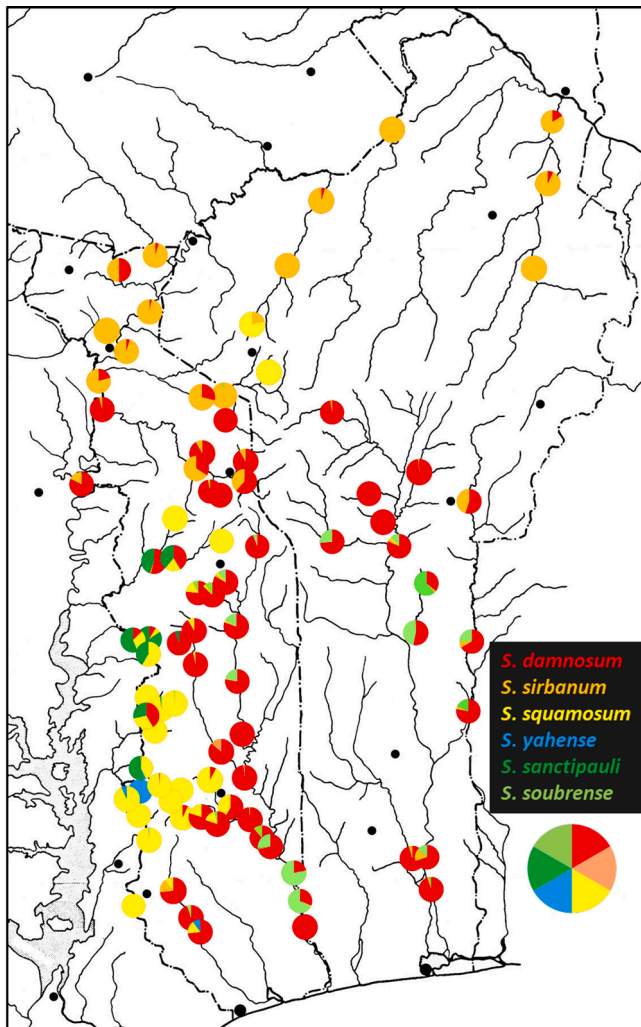 S. damnosum
S. sirbanum
S. squamosum
S. yahense
S. sanctipauli
S. soubrense